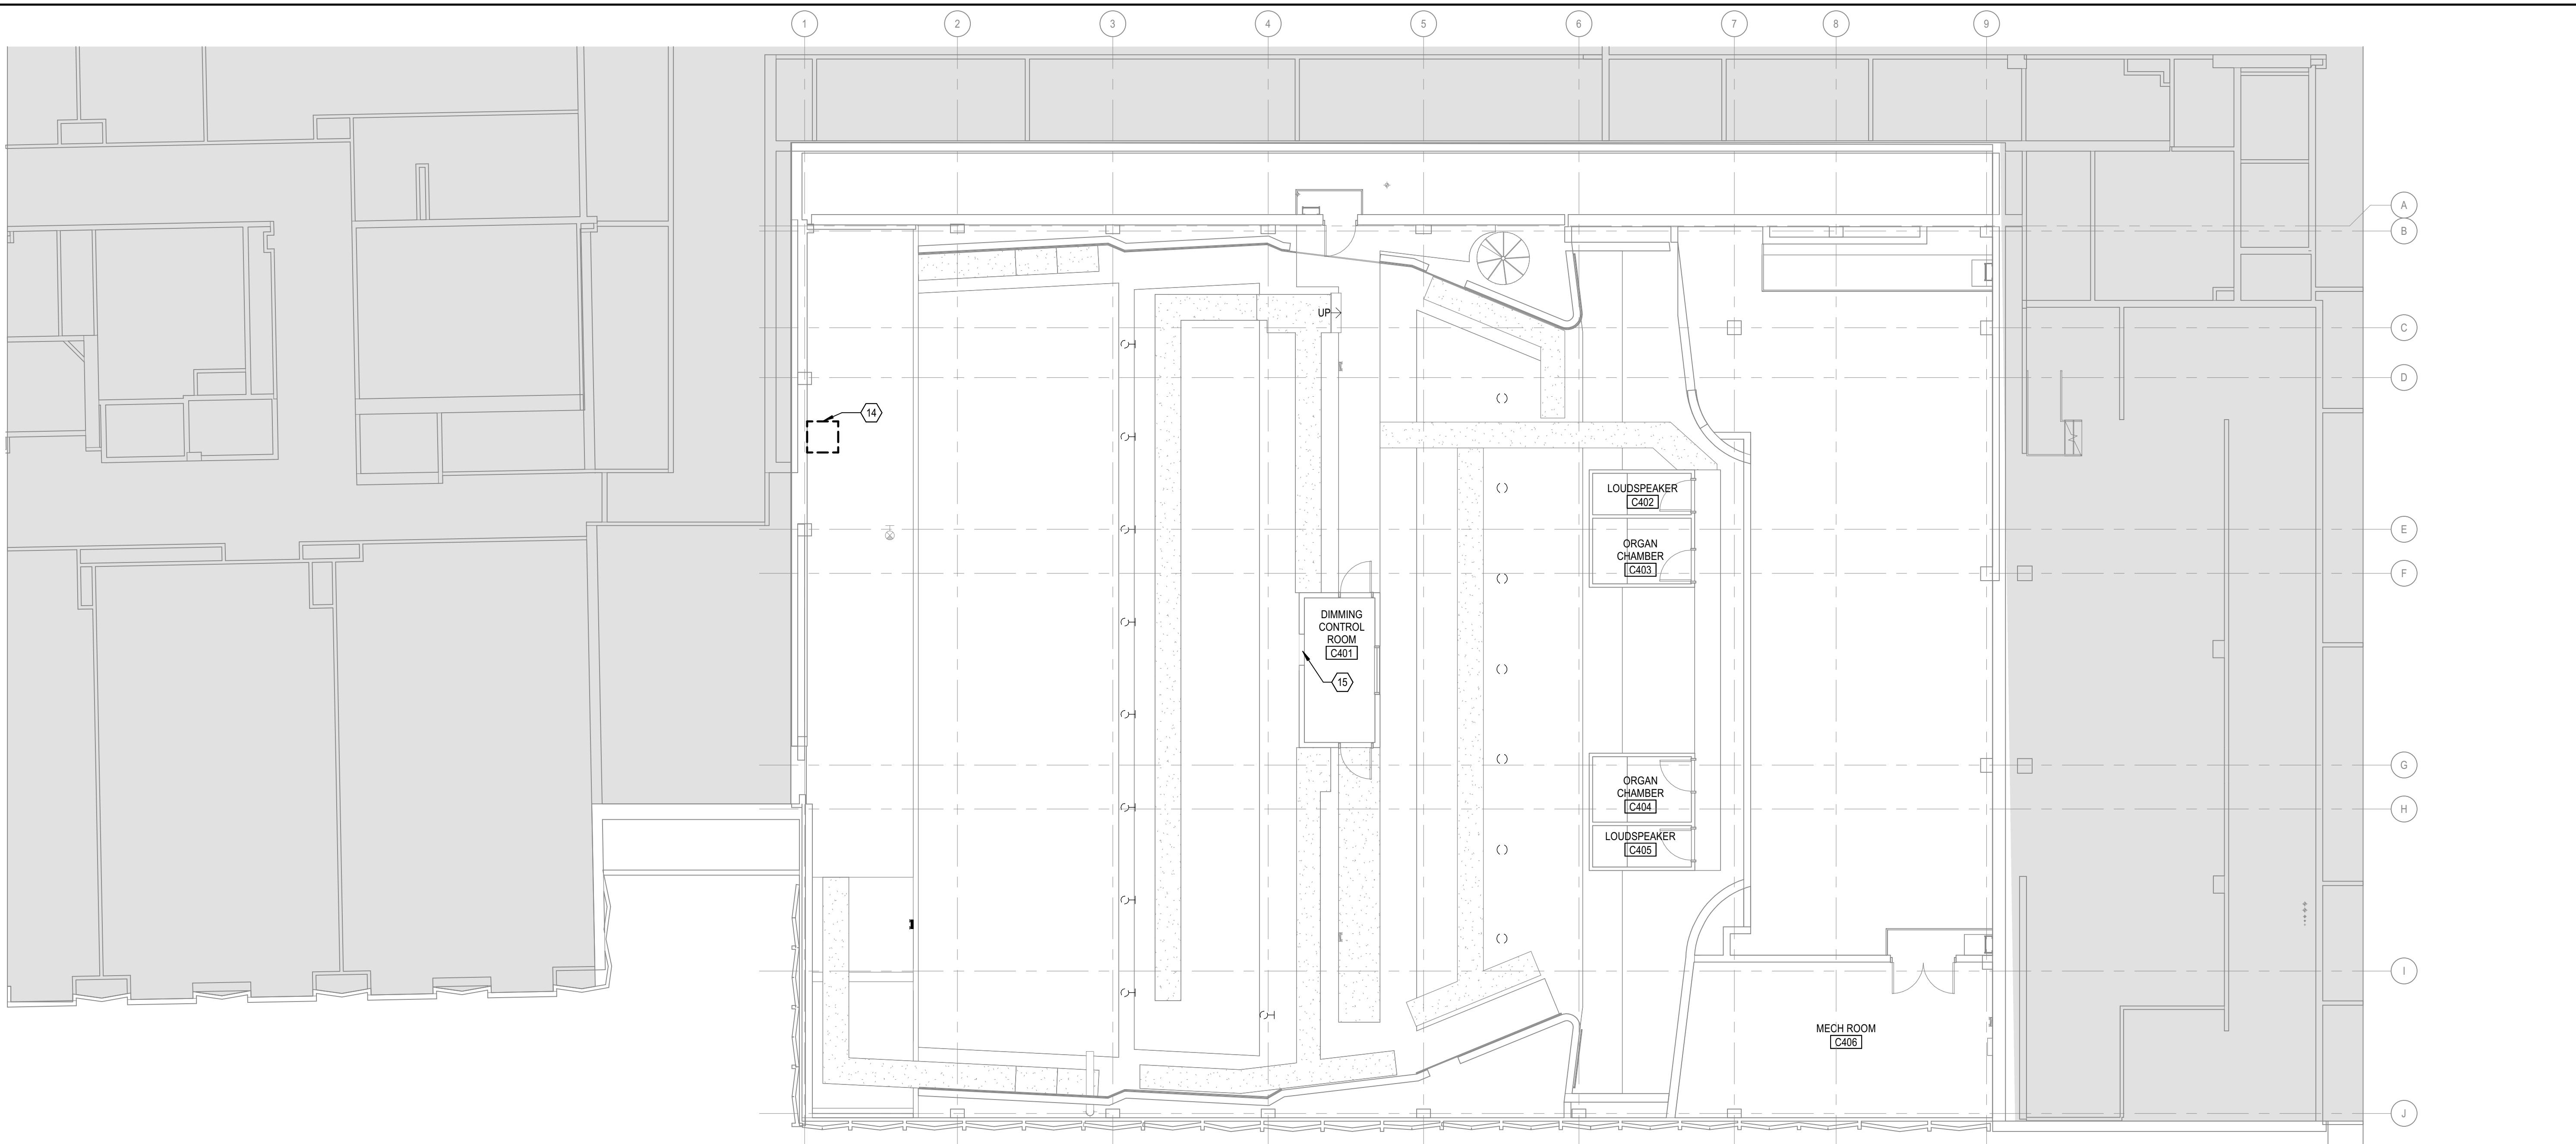 1
2
3
4
5
6
7
8
9
A
B
UP
C
D
14
LOUDSPEAKER
C402
E
ORGAN
CHAMBER
C403
F
DIMMING
CONTROL
ROOM
C401
15
G
ORGAN
CHAMBER
C404
H
LOUDSPEAKER
C405
I
MECH ROOM
C406
J